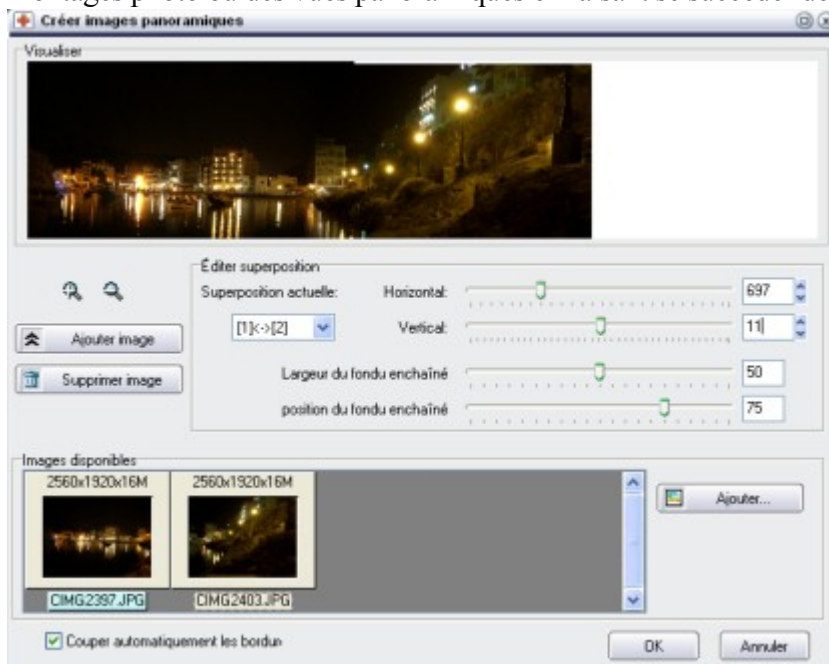 Créer images panoramiques
Visualiser
Éditer superposition
Superposition actuelle:
Horizontal:
697
[1]<->[2]
Vertical:
11
Ajouter image
Largeur du fondu enchaîné
50
Supprimer image
position du fondu enchaîné
75
Images disponibles
2560x1920x16M
2560x1920x16M
Ajouter...
CIMG2397.JPG
CIMG2403.JPG
Couper automatiquement les bordun
OK
Annuler